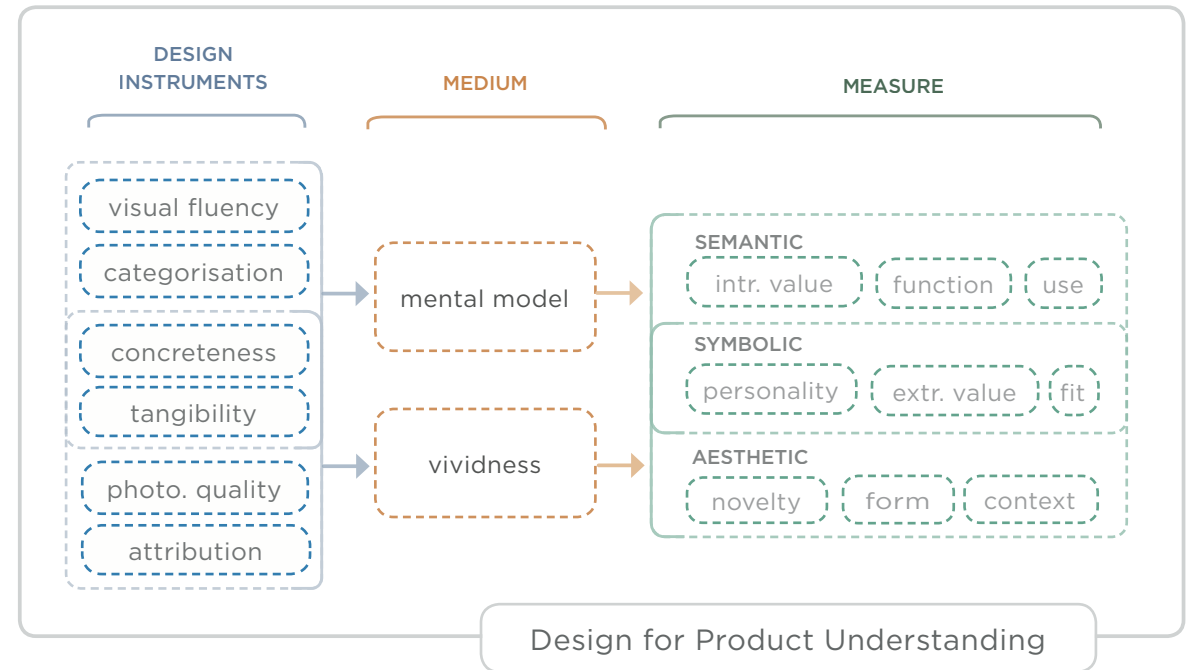 DESIGN
INSTRUMENTS
MEDIUM
MEASURE
visual fluency
categorisation
concreteness
tangibility
photo. quality
attribution
mental model
vividness
SEMANTIC
intr. value function use
SYMBOLIC
personality extr. value fit
AESTHETIC
novelty form context
Design for Product Understanding